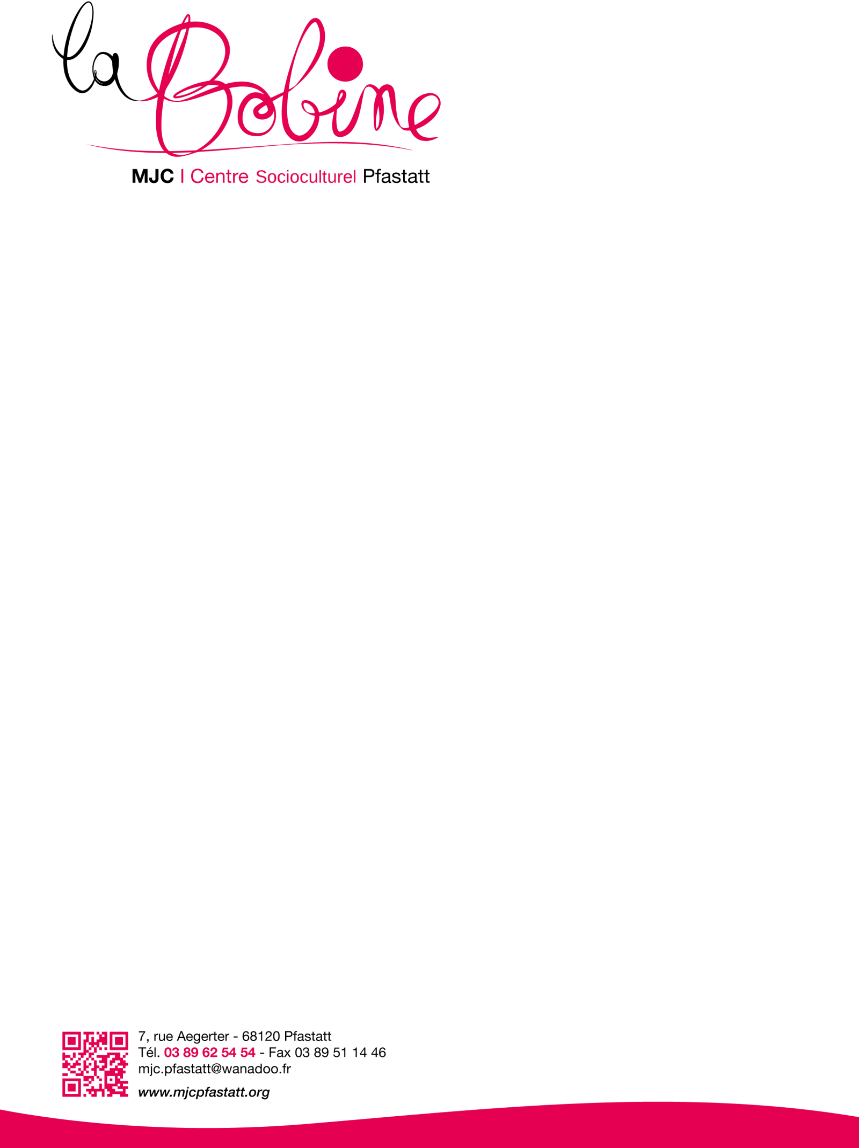 la Bobine
MJC I Centre Socioculturel Pfastatt
7, rue Aegerter - 68120 Pfastatt
Tél. 03 89 62 54 54 - Fax 03 89 51 14 46
mjc.pfastatt@wanadoo.fr
www.mjcpfastatt.org